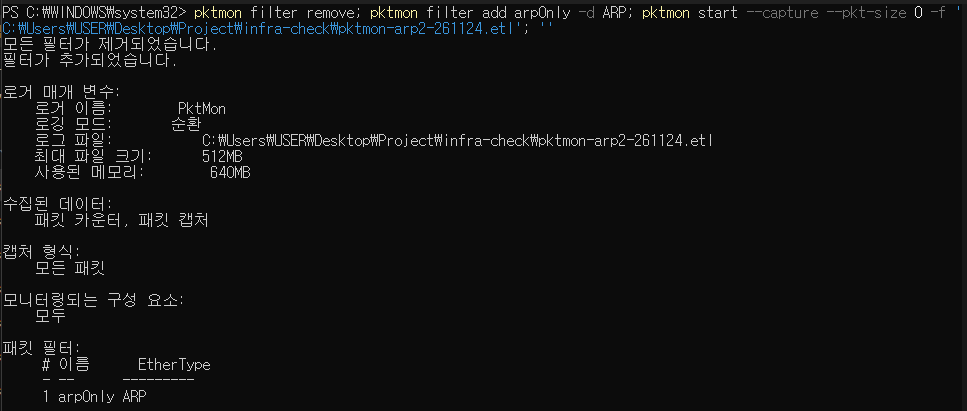 PS C:₩WINDOWS₩system32> pktmon filter remove; pktmon filter add arpOnly -d ARP; pktmon start --capture --pkt-size 0 -f '
C:₩Users₩USER₩Desktop₩Project₩infra-check₩pktmon-arp2-261124.etl'; ''
모든 필터가 제거되었습니다.
필터가 추가되었습니다.
로거 매개 변수:
로거 이름: PktMon
로깅 모드: 순환
로그 파일: C:₩Users₩USER₩Desktop₩Project₩infra-check₩pktmon-arp2-261124.etl
최대 파일 크기: 512MB
사용된 메모리: 640MB
수집된 데이터:
패킷 카운터, 패킷 캡처
캡처 형식:
모든 패킷
모니터링되는 구성 요소:
모두
패킷 필터:
# 이름 EtherType
- -- ---------
1 arpOnly ARP